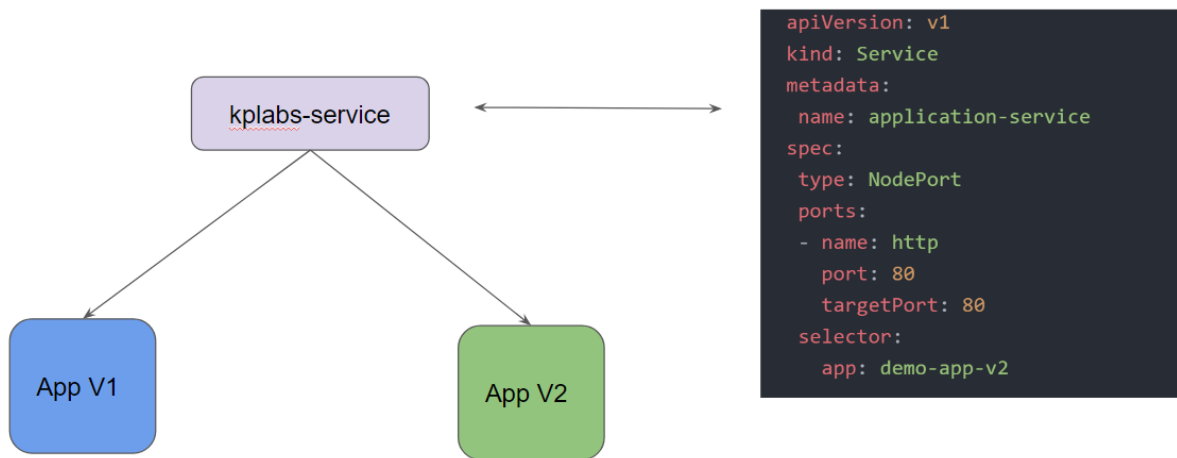 kplabs-service
App V1
App V2
apiVersion: v1
kind: Service
metadata:
 name: application-service
spec:
 type: NodePort
 ports:
 - name: http
   port: 80
   targetPort: 80
 selector:
   app: demo-app-v2